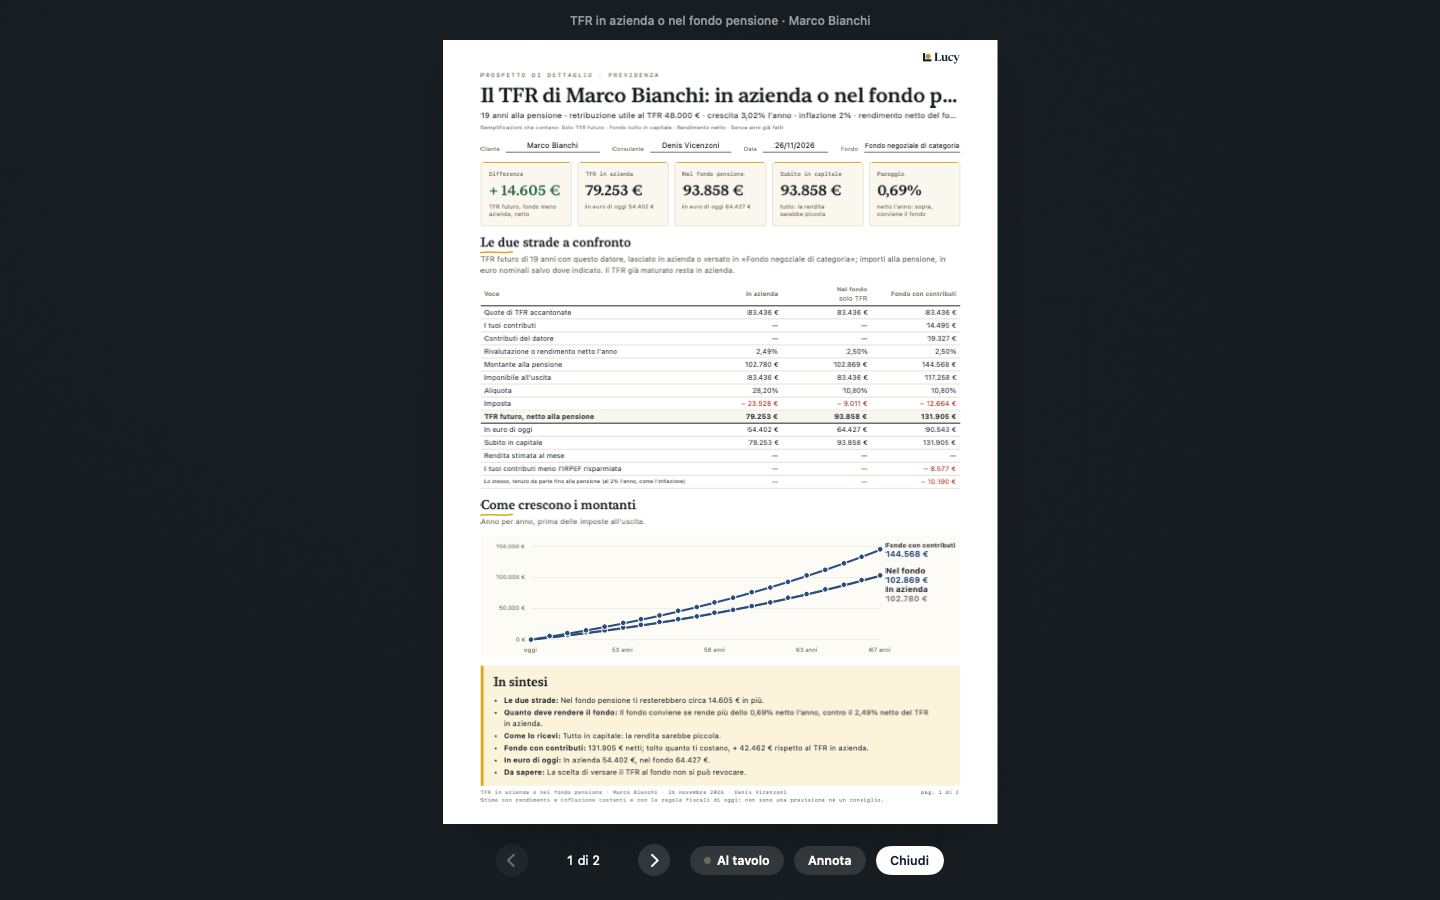 TFR in azienda o nel fondo pensione · Marco Bianchi
Lucy
PROSPETTO DI DETTAGLIO · PREVIDENZA
Il TFR di Marco Bianchi: in azienda o nel fondo p...
19 anni alla pensione · retribuzione utile al TFR 48.000 € · crescita 3,02% l'anno · inflazione 2% · rendimento netto del fo...
Semplificazioni che contano: Solo TFR futuro · Fondo tutto in capitale · Rendimento netto · Senza anni già fatti
Cliente Marco Bianchi Consulente Denis Vicenzoni Data 26/11/2026 Fondo Fondo negoziale di categoria
Differenza
+ 14.605 €
TFR futuro, fondo meno
azienda, netto
TFR in azienda
79.253 €
in euro di oggi 54.402 €
Nel fondo pensione
93.858 €
in euro di oggi 64.427 €
Subito in capitale
93.858 €
tutto: la rendita
sarebbe piccola
Pareggio
0,69%
netto l'anno: sopra,
conviene il fondo
Le due strade a confronto
TFR futuro di 19 anni con questo datore, lasciato in azienda o versato in «Fondo negoziale di categoria»; importi alla pensione, in
euro nominali salvo dove indicato. Il TFR già maturato resta in azienda.
Voce In azienda Nel fondo solo TFR Fondo con contributi
Quote di TFR accantonate 83.436 € 83.436 € 83.436 €
I tuoi contributi — — 14.495 €
Contributi del datore — — 19.327 €
Rivalutazione o rendimento netto l'anno 2,49% 2,50% 2,50%
Montante alla pensione 102.780 € 102.869 € 144.568 €
Imponibile all'uscita 83.436 € 83.436 € 117.258 €
Aliquota 28,20% 10,80% 10,80%
Imposta − 23.528 € − 9.011 € − 12.664 €
TFR futuro, netto alla pensione 79.253 € 93.858 € 131.905 €
In euro di oggi 54.402 € 64.427 € 90.543 €
Subito in capitale 79.253 € 93.858 € 131.905 €
Rendita stimata al mese — — —
I tuoi contributi meno l'IRPEF risparmiata — — − 8.577 €
Lo stesso, tenuto da parte fino alla pensione (al 2% l'anno, come l'inflazione) — — − 10.190 €
Come crescono i montanti
Anno per anno, prima delle imposte all'uscita.
150.000 €
100.000 €
50.000 €
0 €
oggi 53 anni 58 anni 63 anni 67 anni
Fondo con contributi
144.568 €
Nel fondo
102.869 €
In azienda
102.780 €
In sintesi
• Le due strade: Nel fondo pensione ti resterebbero circa 14.605 € in più.
• Quanto deve rendere il fondo: Il fondo conviene se rende più dello 0,69% netto l'anno, contro il 2,49% netto del TFR
in azienda.
• Come lo ricevi: Tutto in capitale: la rendita sarebbe piccola.
• Fondo con contributi: 131.905 € netti; tolto quanto ti costano, + 42.462 € rispetto al TFR in azienda.
• In euro di oggi: In azienda 54.402 €, nel fondo 64.427 €.
• Da sapere: La scelta di versare il TFR al fondo non si può revocare.
TFR in azienda o nel fondo pensione · Marco Bianchi · 26 novembre 2026 · Denis Vicenzoni pag. 1 di 2
Stime con rendimenti e inflazione costanti e con le regole fiscali di oggi: non sono una previsione né un consiglio.
1 di 2
Al tavolo
Annota
Chiudi